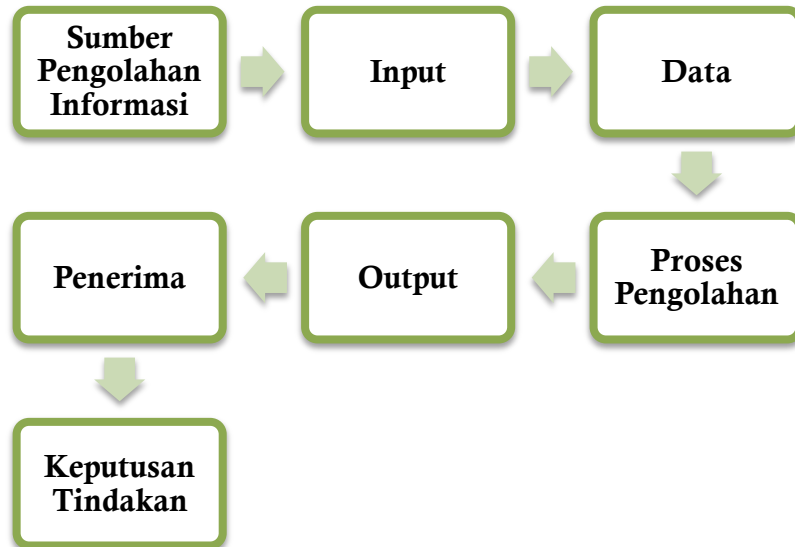 Sumber
Pengolahan
Informasi
Input
Data
Proses
Pengolahan
Output
Penerima
Keputusan
Tindakan